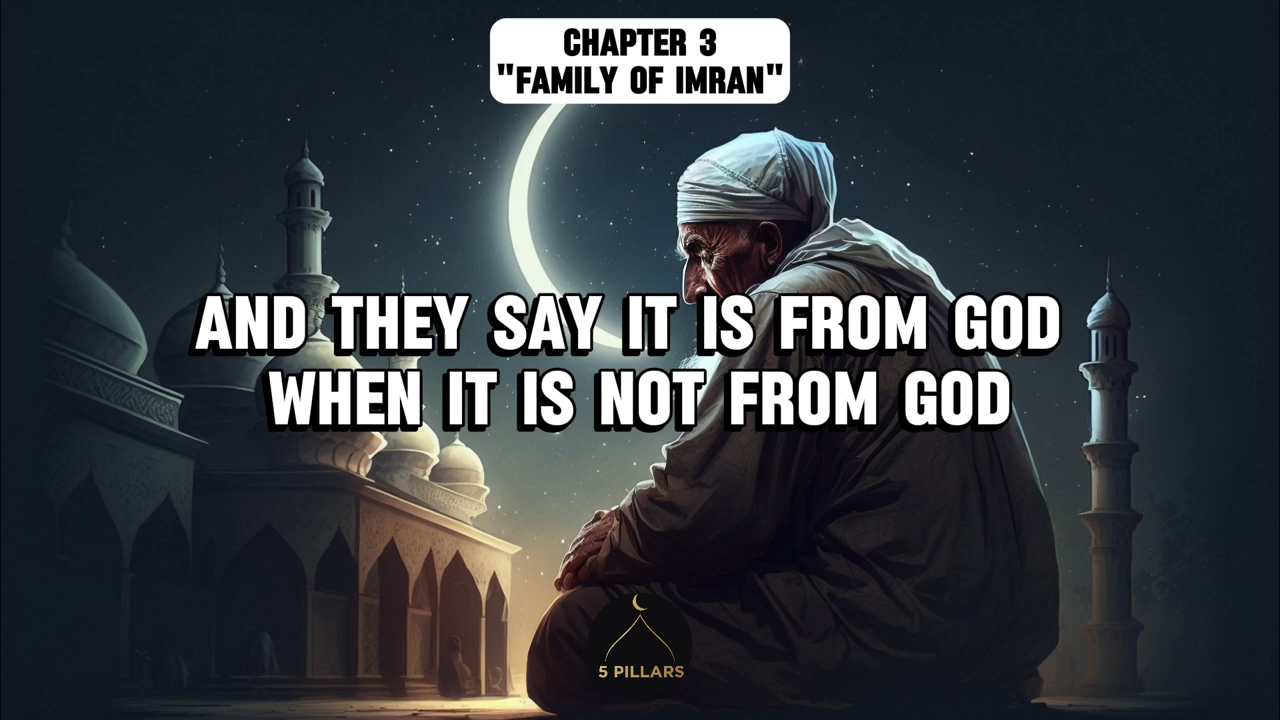 CHAPTER 3
"FAMILY OF IMRAN"
AND THEY SAY IT IS FROM GOD
WHEN IT IS NOT FROM GOD
5 PILLARS